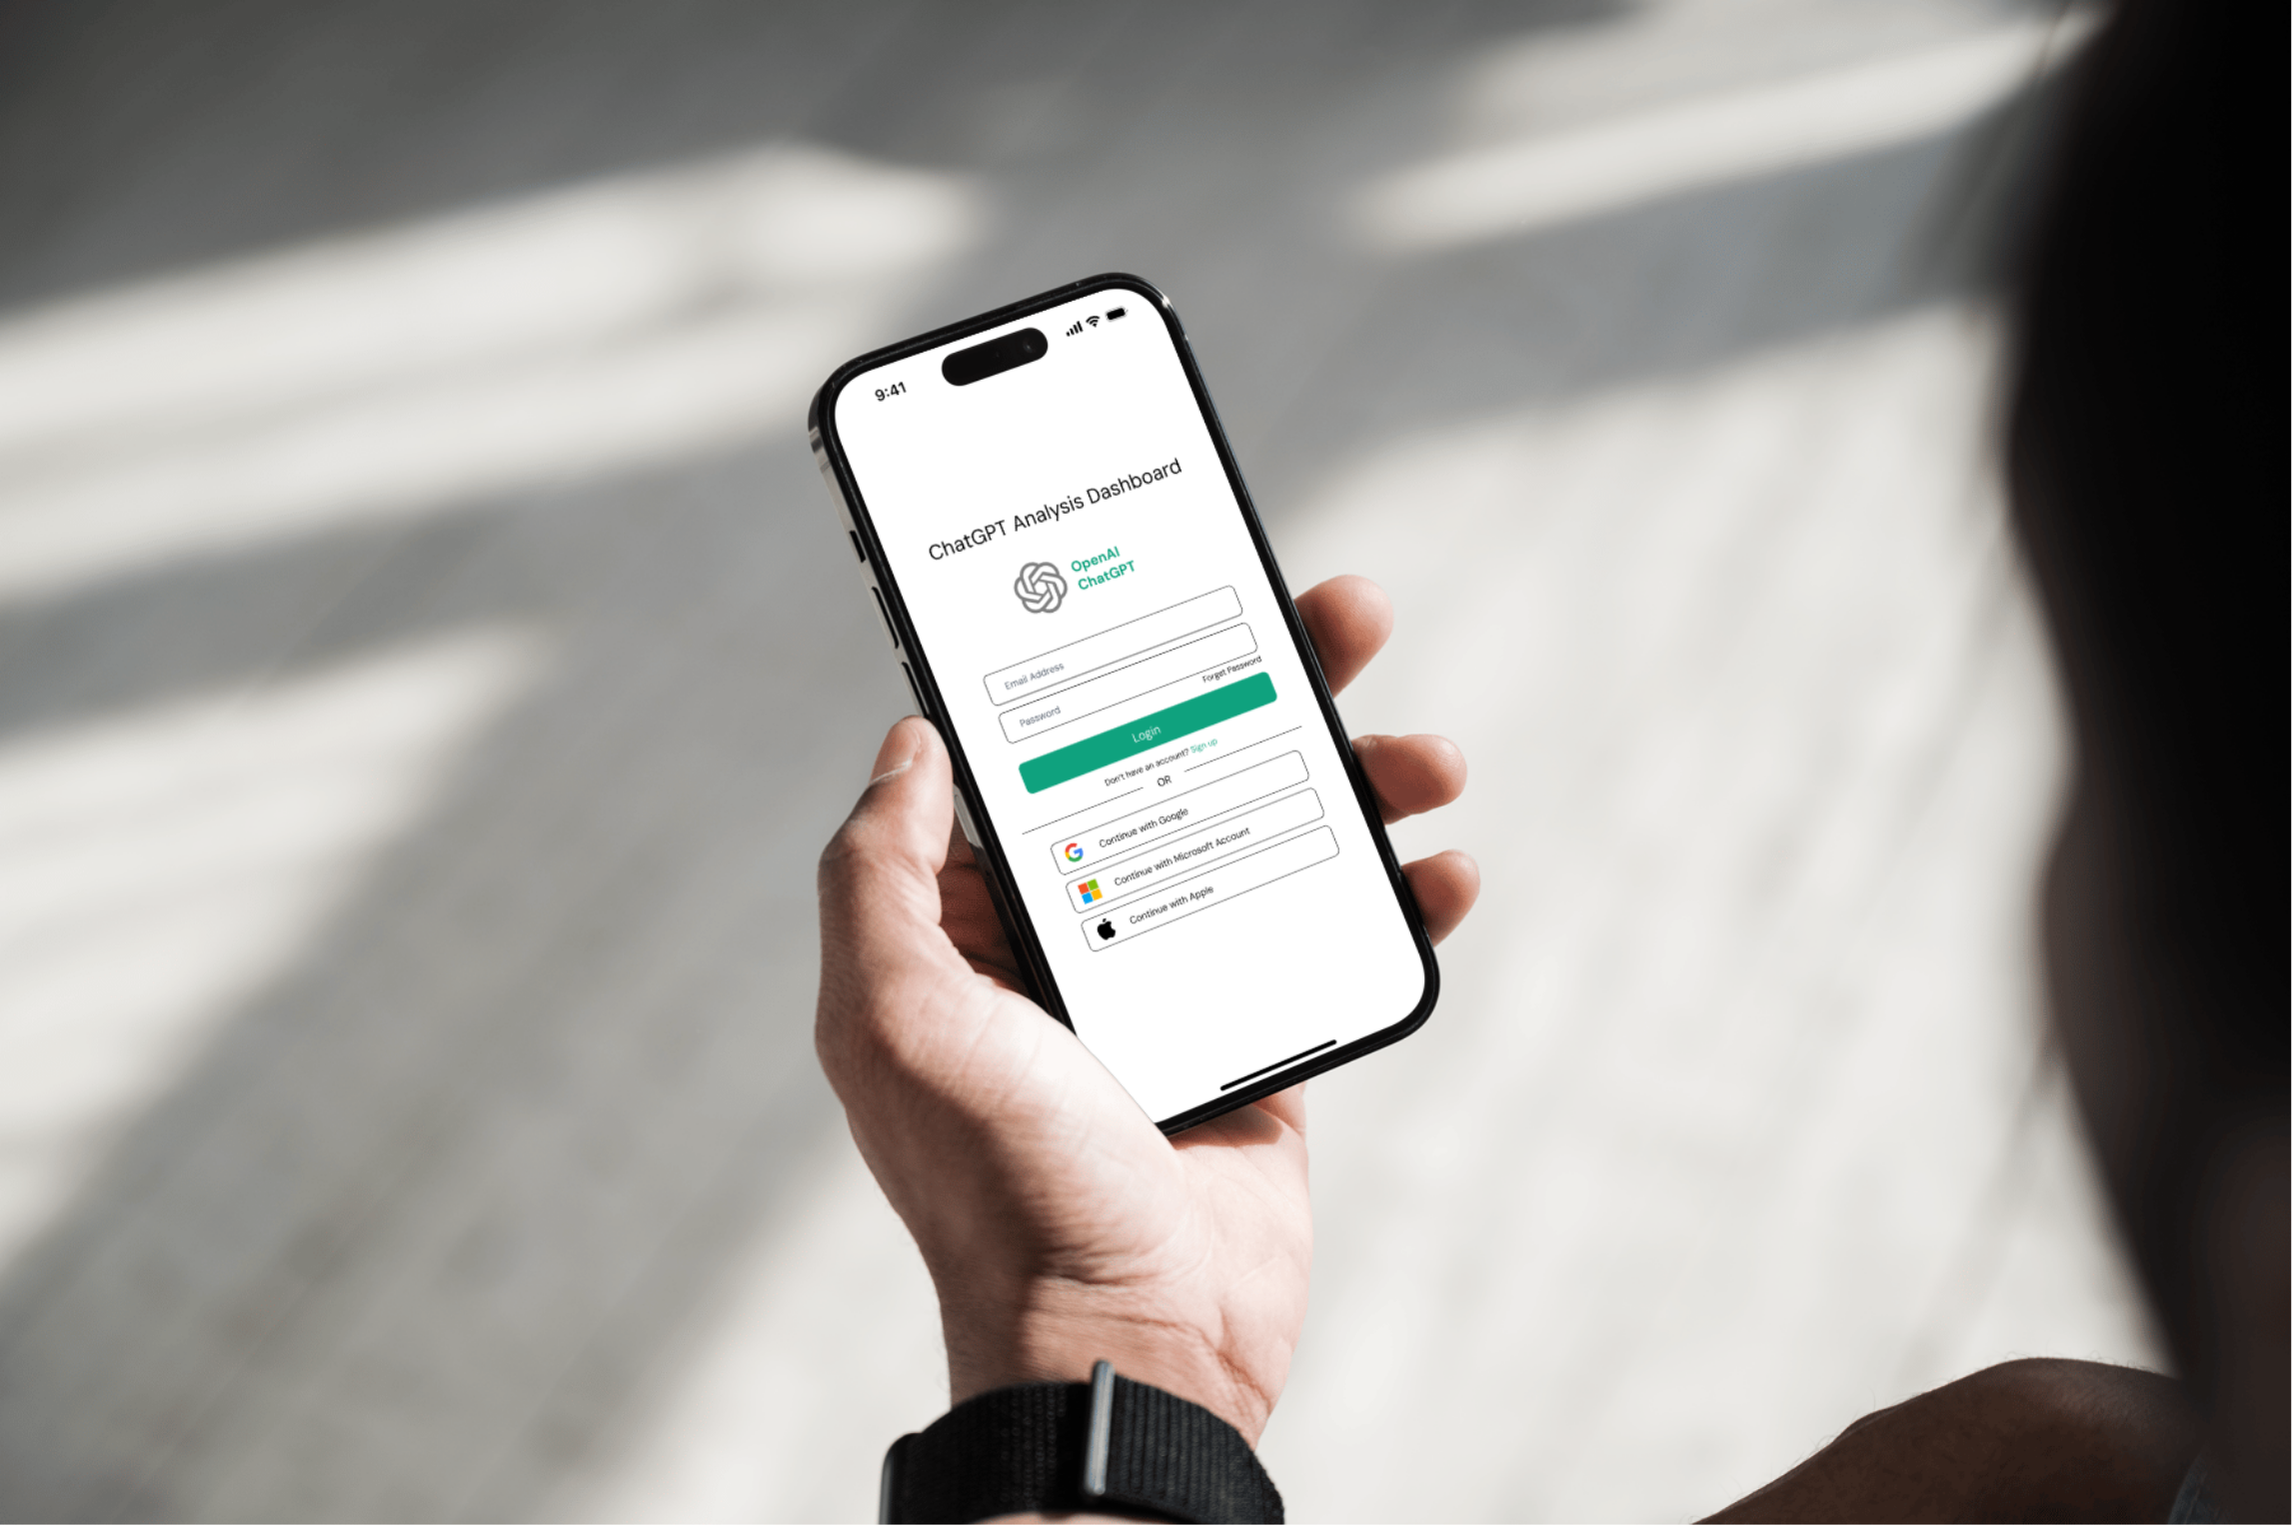 9:41
ChatGPT Analysis Dashboard
OpenAI
ChatGPT
Email Address
Password
Forget Password
Login
Don't have an account? Sign up
OR
Continue with Google
Continue with Microsoft Account
Continue with Apple